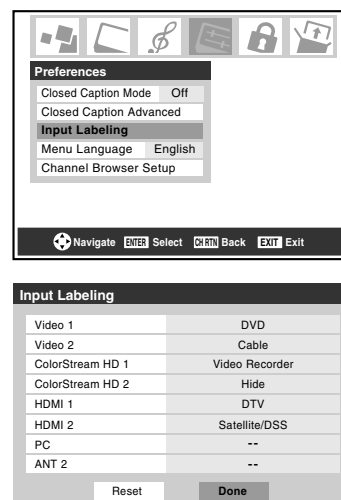 Preferences
Closed Caption Mode Off
Closed Caption Advanced
Input Labeling
Menu Language English
Channel Browser Setup
Navigate ENTER Select CH RTN Back EXIT Exit
Input Labeling
Video 1 DVD
Video 2 Cable
ColorStream HD 1 Video Recorder
ColorStream HD 2 Hide
HDMI 1 DTV
HDMI 2 Satellite/DSS
PC --
ANT 2 --
Reset Done